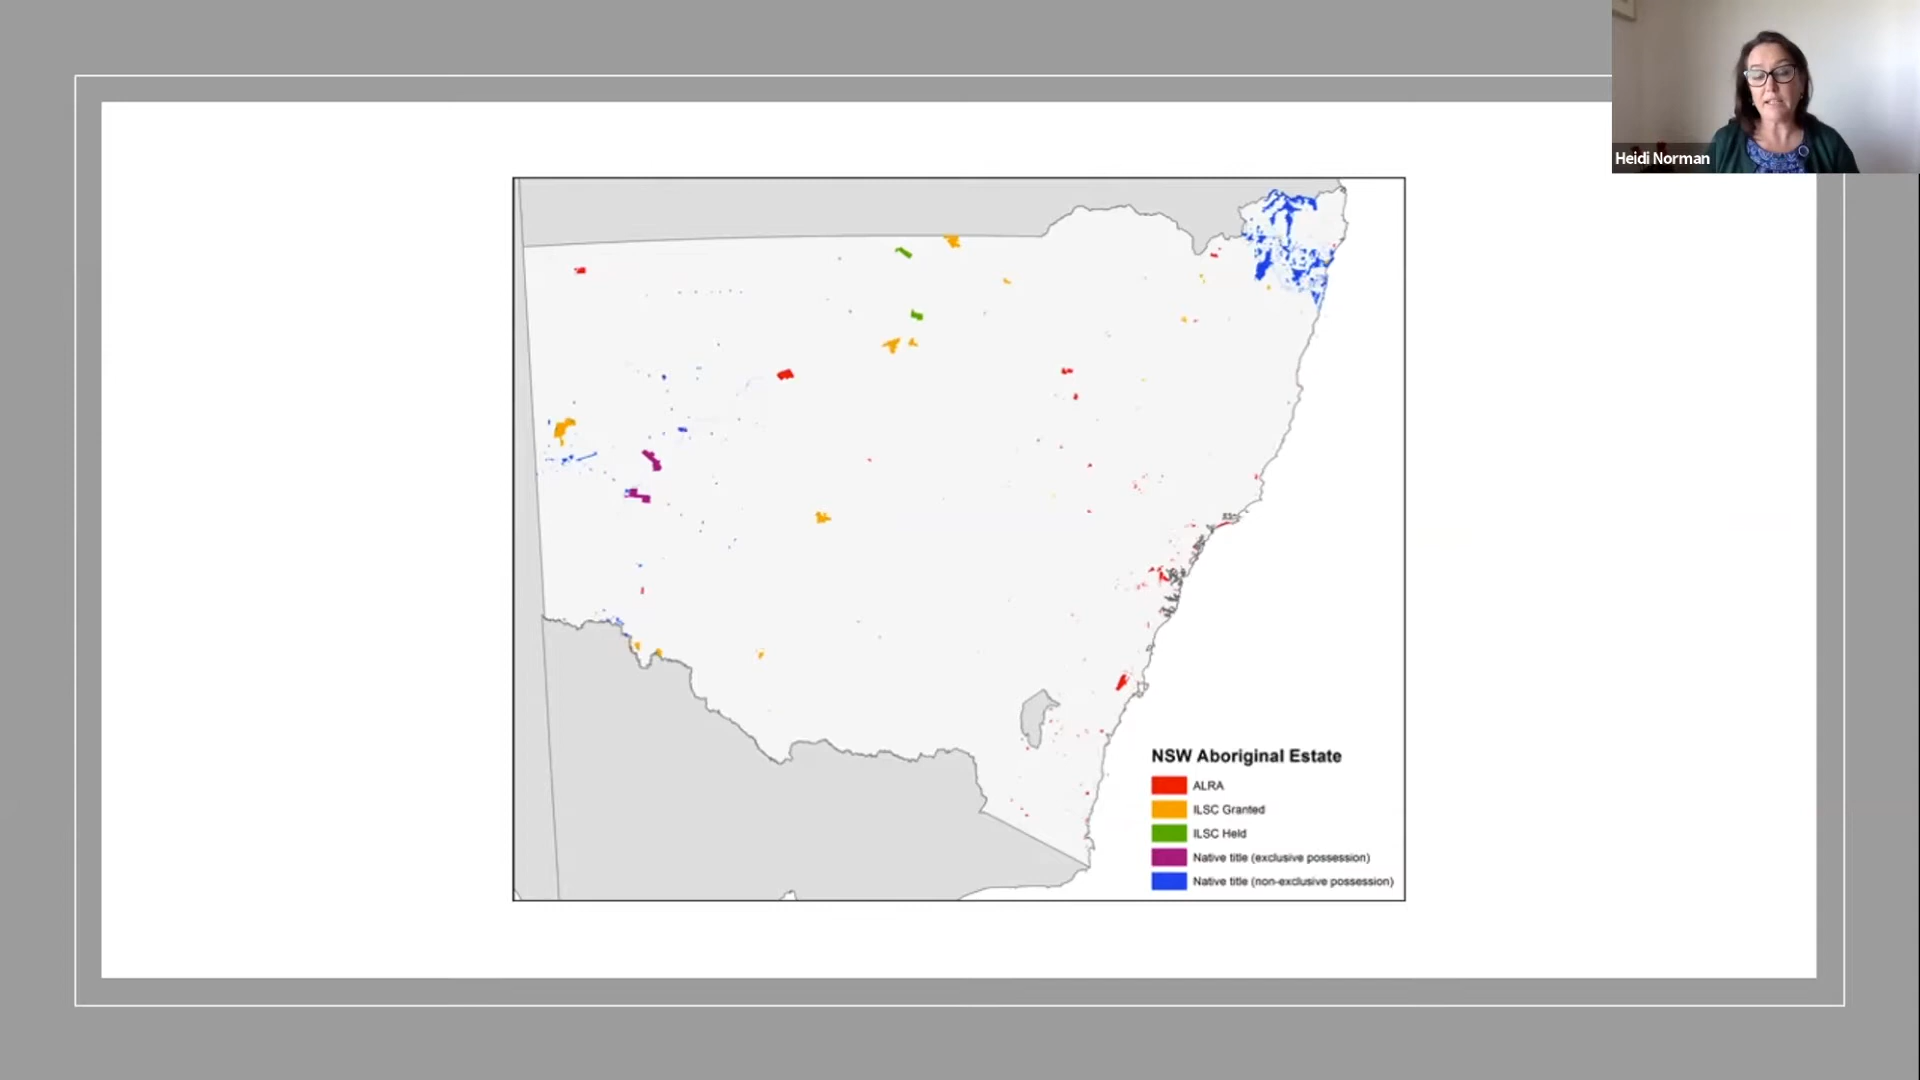 Heidi Norman
NSW Aboriginal Estate
ALRA
ILSC Granted
ILSC Held
Native title (exclusive possession)
Native title (non-exclusive possession)